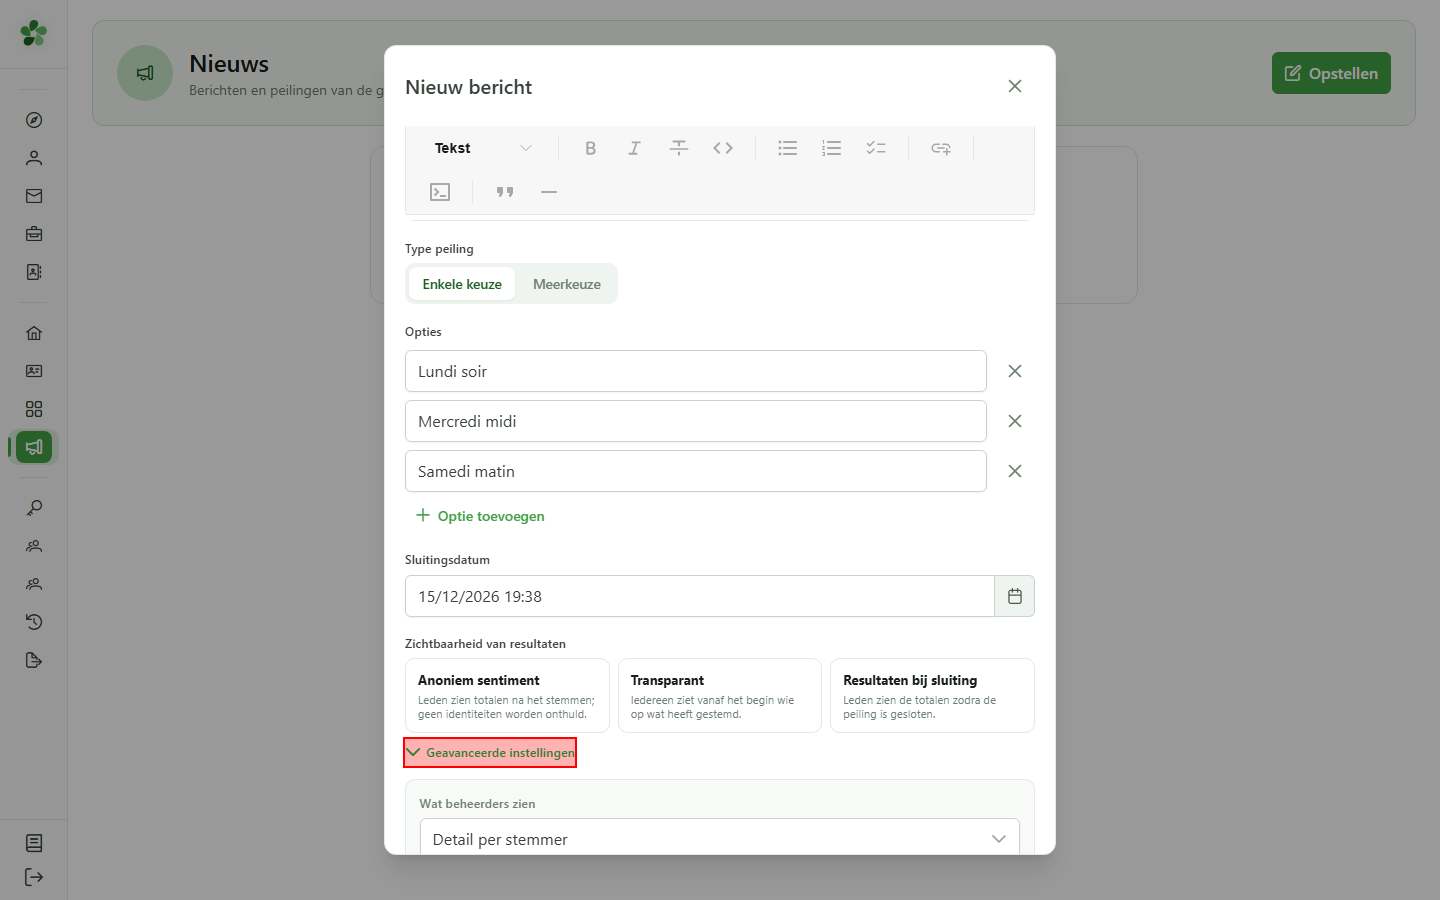 Nieuws
Berichten en peilingen van de g
Opstellen
Nieuw bericht
Tekst
Type peiling
Enkele keuze
Meerkeuze
Opties
Lundi soir
Mercredi midi
Samedi matin
Optie toevoegen
Sluitingsdatum
15/12/2026 19:38
Zichtbaarheid van resultaten
Anoniem sentiment
Leden zien totalen na het stemmen;
geen identiteiten worden onthuld.
Transparant
Iedereen ziet vanaf het begin wie
op wat heeft gestemd.
Resultaten bij sluiting
Leden zien de totalen zodra de
peiling is gesloten.
Geavanceerde instellingen
Wat beheerders zien
Detail per stemmer